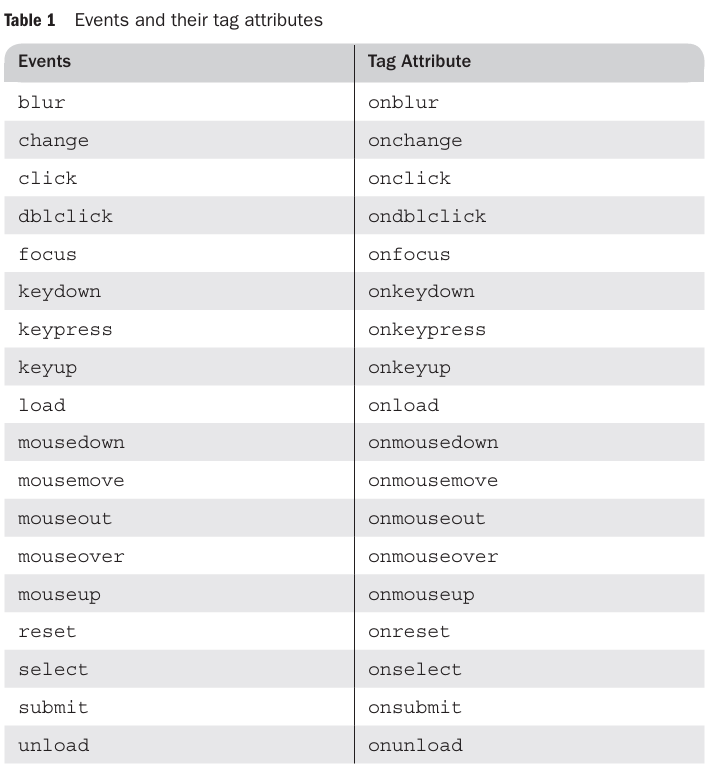 Table 1 Events and their tag attributes
Events Tag Attribute
blur onblur
change onchange
click onclick
dblclick ondblclick
focus onfocus
keydown onkeydown
keypress onkeypress
keyup onkeyup
load onload
mousedown onmousedown
mousemove onmousemove
mouseout onmouseout
mouseover onmouseover
mouseup onmouseup
reset onreset
select onselect
submit onsubmit
unload onunload